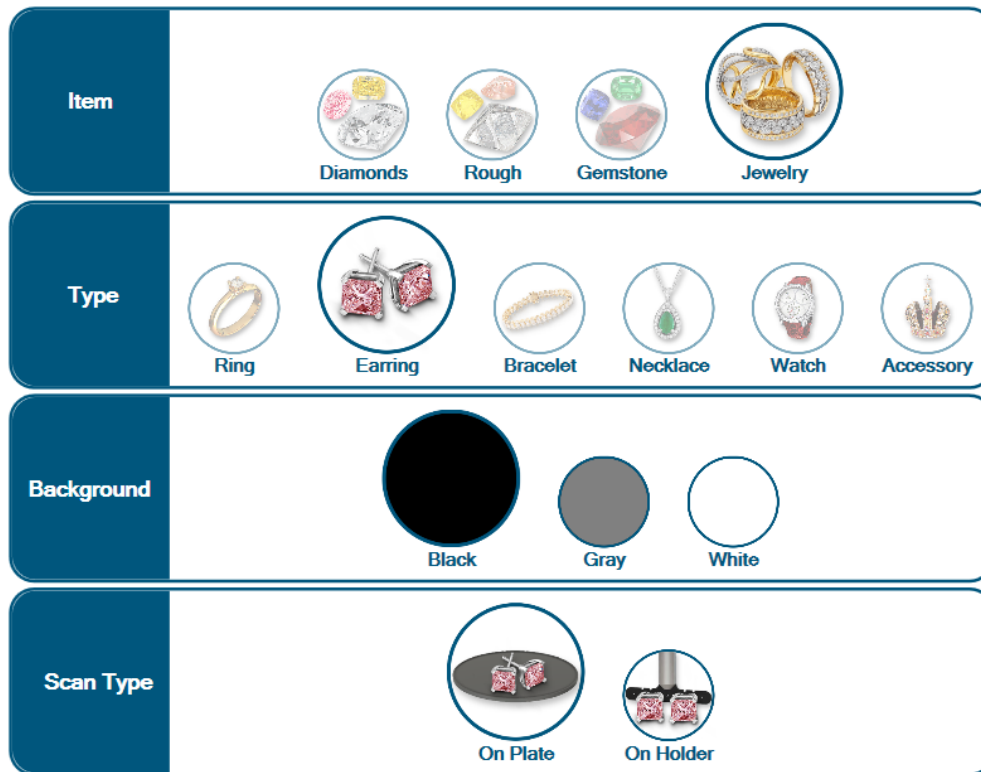 Item
Diamonds
Rough
Gemstone
Jewelry
Type
Ring
Earring
Bracelet
Necklace
Watch
Accessory
Background
Black
Gray
White
Scan Type
On Plate
On Holder